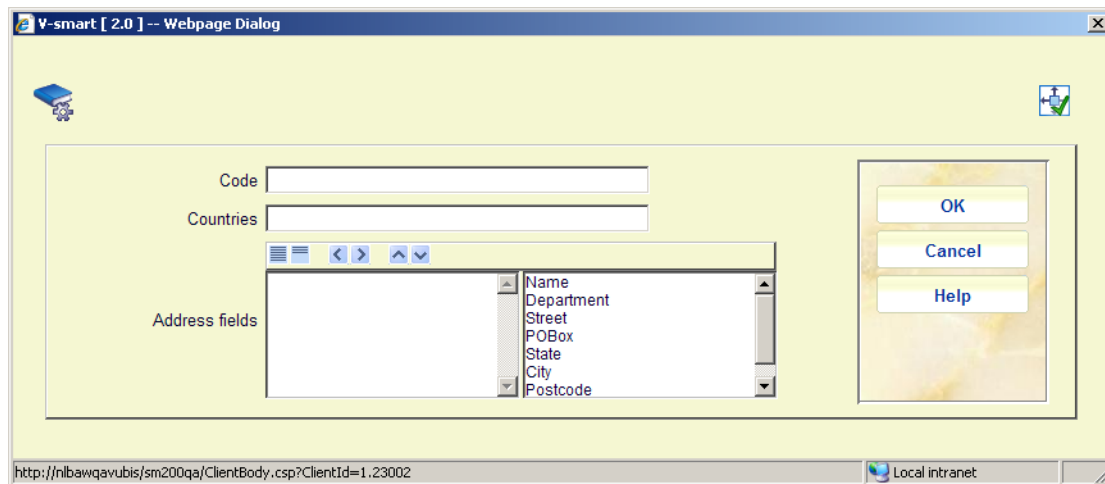 V-smart [ 2.0 ] -- Webpage Dialog
Code
Countries
Address fields
Name
Department
Street
POBox
State
City
Postcode
OK
Cancel
Help
http://nlbawqavubis/sm200qa/ClientBody.csp?ClientId=1.23002
Local intranet